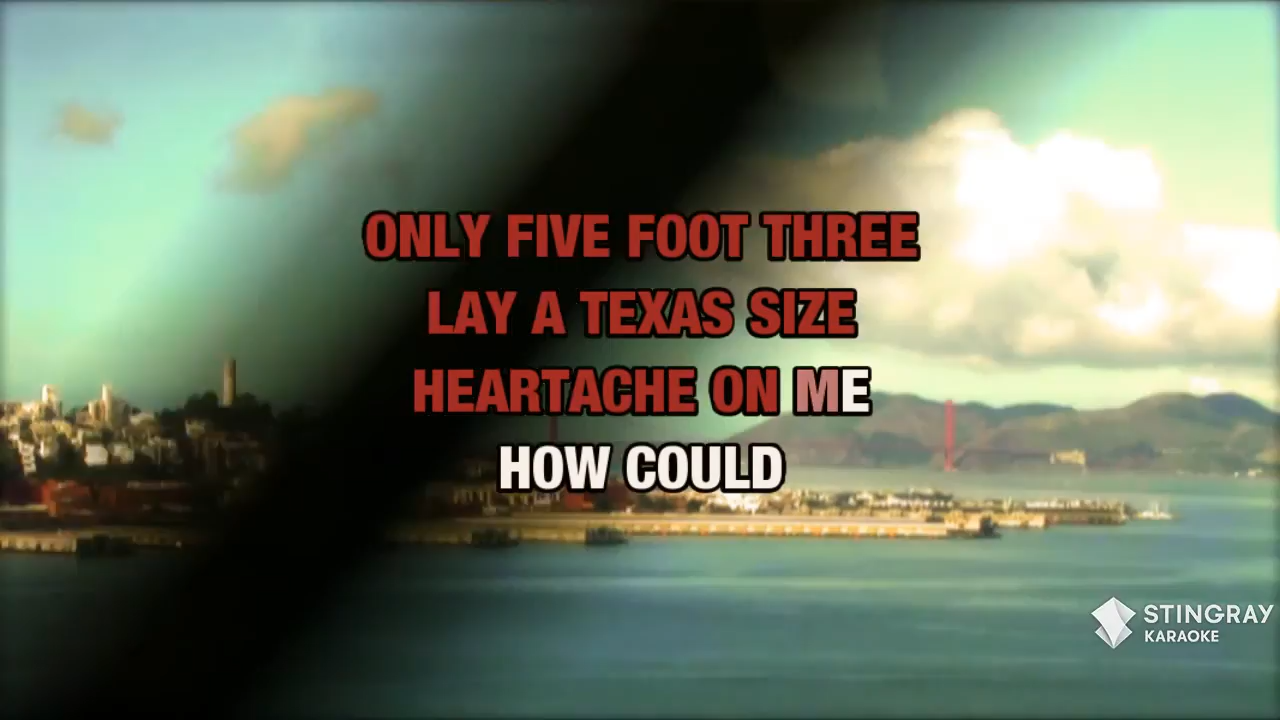 ONLY FIVE FOOT THREE
LAY A TEXAS SIZE
HEARTACHE ON ME
HOW COULD
STINGRAY
KARAOKE